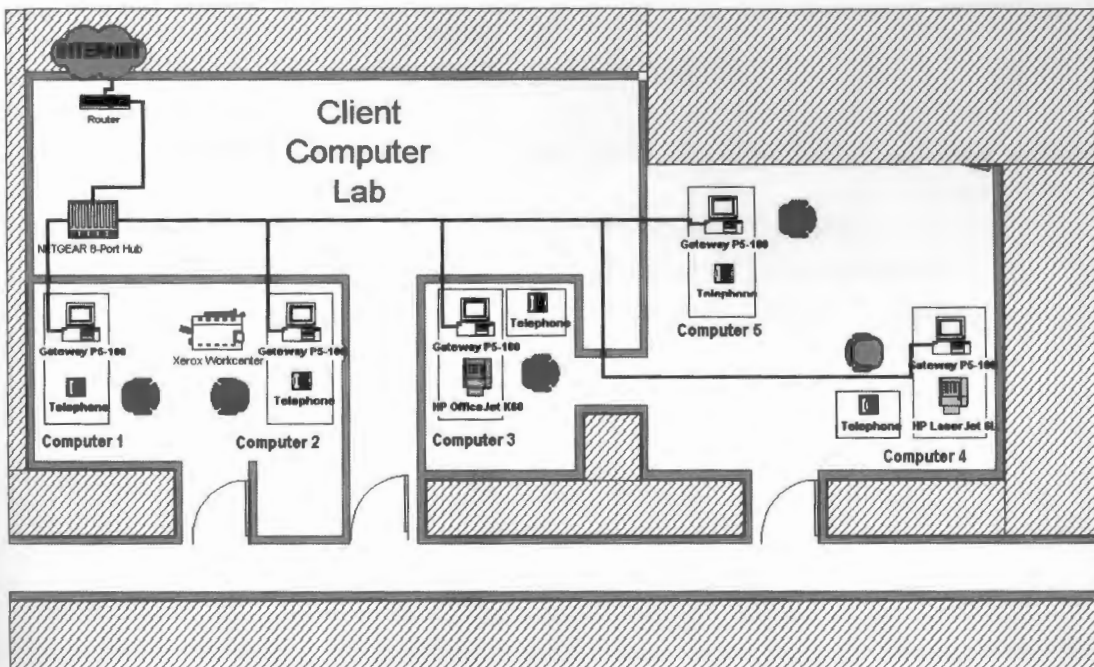 INTERNET
Router
Client
Computer
Lab
NETGEAR 8-Port Hub
Gateway P5-100
Telephone
Computer 5
Gateway P5-100
Telephone
Computer 1
Xerox Workcenter
Gateway P5-100
Telephone
Computer 2
Gateway P5-100
Telephone
HP OfficeJet K60
Computer 3
Gateway P5-100
Telephone
HP LaserJet 6L
Computer 4